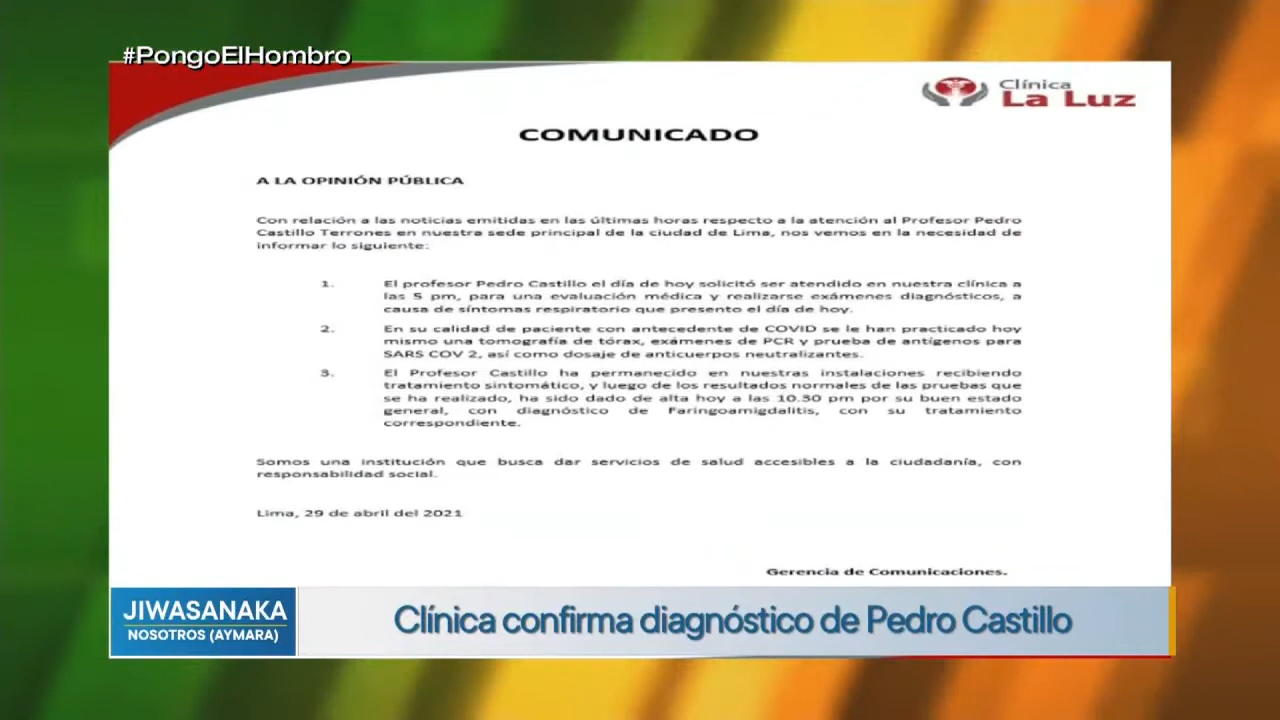 #PongoElHombro
Clínica
La Luz
COMUNICADO
A LA OPINIÓN PÚBLICA
Con relación a las noticias emitidas en las últimas horas respecto a la atención al Profesor Pedro
Castillo Terrones en nuestra sede principal de la ciudad de Lima, nos vemos en la necesidad de
informar lo siguiente:
1. El profesor Pedro Castillo el día de hoy solicitó ser atendido en nuestra clínica a
las 5 pm, para una evaluación médica y realizarse exámenes diagnósticos, a
causa de síntomas respiratorio que presento el día de hoy.
2. En su calidad de paciente con antecedente de COVID se le han practicado hoy
mismo una tomografía de tórax, exámenes de PCR y prueba de antígenos para
SARS COV 2, así como dosaje de anticuerpos neutralizantes.
3. El Profesor Castillo ha permanecido en nuestras instalaciones recibiendo
tratamiento sintomático, y luego de los resultados normales de las pruebas que
se ha realizado, ha sido dado de alta hoy a las 10.30 pm por su buen estado
general, con diagnóstico de Faringoamigdalitis, con su tratamiento
correspondiente.
Somos una institución que busca dar servicios de salud accesibles a la ciudadanía, con
responsabilidad social.
Lima, 29 de abril del 2021
Gerencia de Comunicaciones.
JIWASANAKA
NOSOTROS (AYMARA)
Clínica confirma diagnóstico de Pedro Castillo